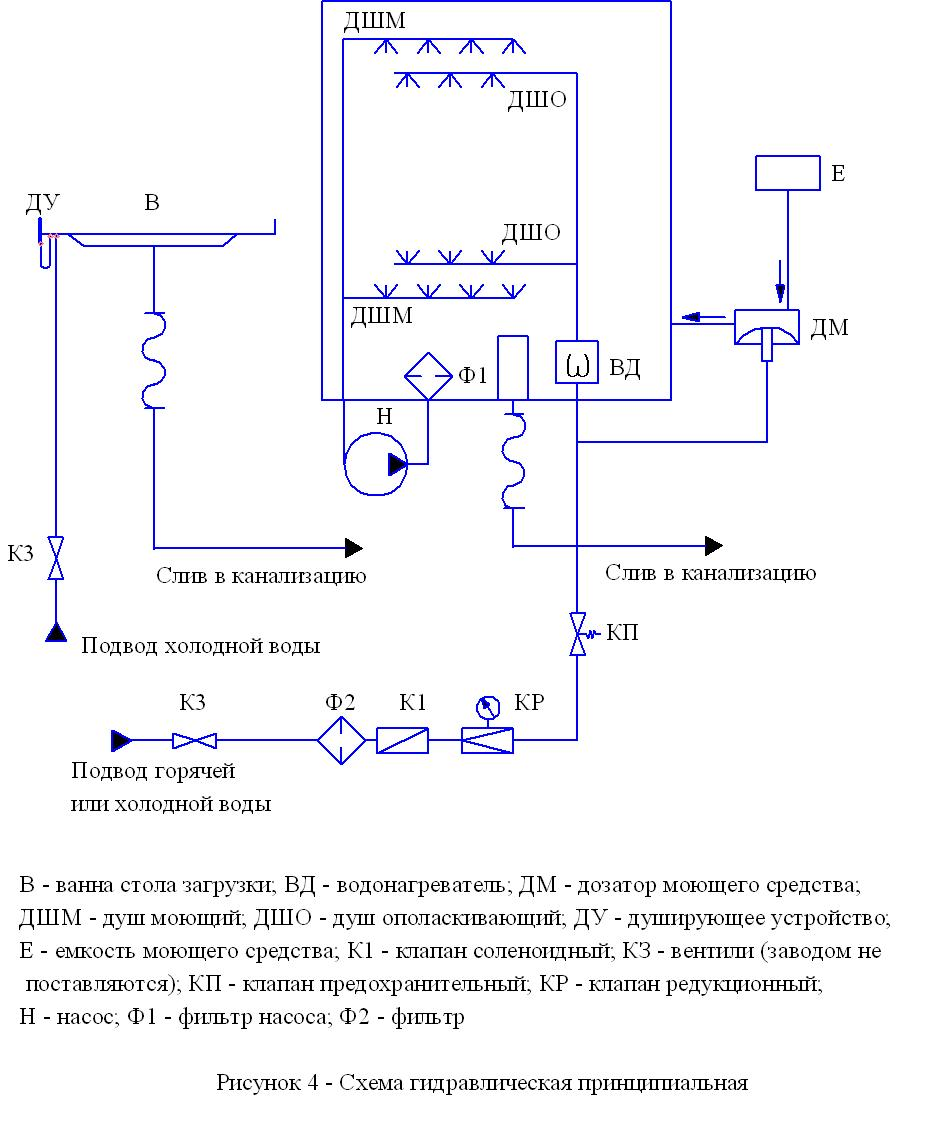 ДШМ
ДШО
Е
ДУ
В
ДШО
ДШМ
ДМ
Ф1
ВД
Н
КЗ
Слив в канализацию
Слив в канализацию
КП
Подвод холодной воды
КЗ
Ф2
К1
КР
Подвод горячей
или холодной воды
В - ванна стола загрузки; ВД - водонагреватель; ДМ - дозатор моющего средства;
ДШМ - душ моющий; ДШО - душ ополаскивающий; ДУ - душирующее устройство;
Е - емкость моющего средства; К1 - клапан соленоидный; КЗ - вентили (заводом не
поставляются); КП - клапан предохранительный; КР - клапан редукционный;
Н - насос; Ф1 - фильтр насоса; Ф2 - фильтр
Рисунок 4 - Схема гидравлическая принципиальная